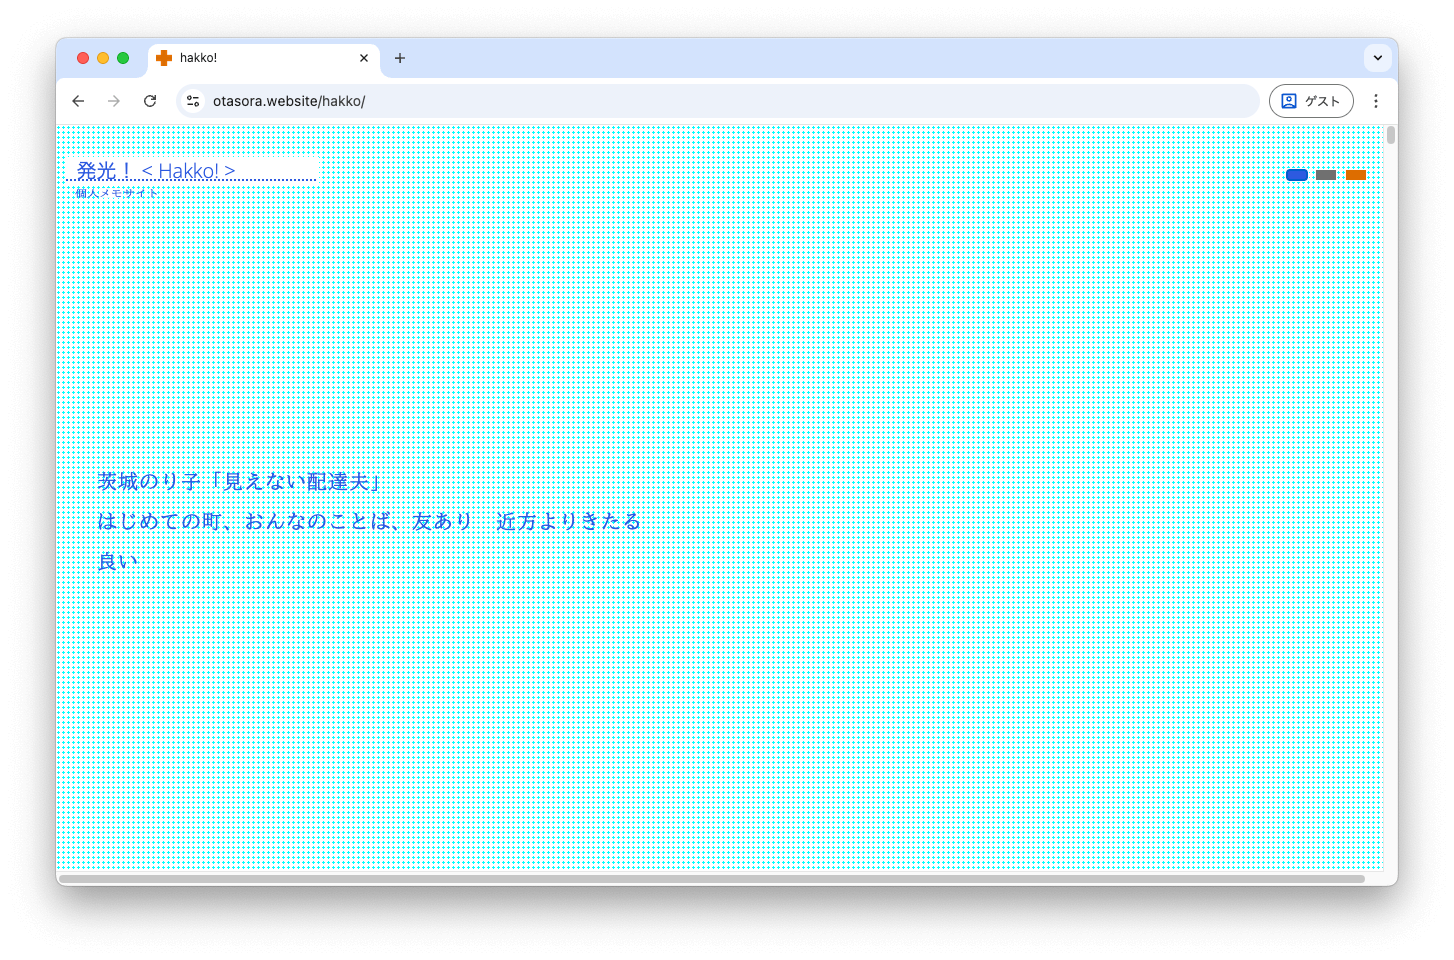 hakko!
otasora.website/hakko/
ゲスト
発光！ < Hakko! >
個人メモサイト
茨城のり子「見えない配達夫」
はじめての町、おんなのことば、友あり　近方よりきたる
良い